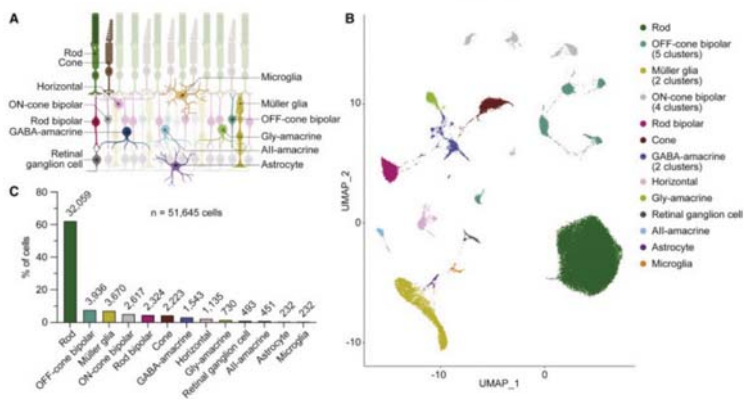 A
Rod
Cone
Horizontal
ON-cone bipolar
Rod bipolar
GABA-amacrine
Retinal
ganglion cell
Microglia
Müller glia
OFF-cone bipolar
Gly-amacrine
AII-amacrine
Astrocyte
B
UMAP_2
10
0
-10
-10
0
UMAP_1
Rod
OFF-cone bipolar
(5 clusters)
Müller glia
(2 clusters)
ON-cone bipolar
(4 clusters)
Rod bipolar
Cone
GABA-amacrine
(2 clusters)
Horizontal
Gly-amacrine
Retinal ganglion cell
AII-amacrine
Astrocyte
Microglia
C
n = 51,645 cells
% of cells
80
60
40
20
0
32,059
3,936
3,670
2,617
2,324
2,223
1,543
1,135
730
493
451
232
232
Rod
OFF-cone bipolar
Müller glia
ON-cone bipolar
Rod bipolar
Cone
GABA-amacrine
Horizontal
Gly-amacrine
Retinal ganglion cell
AII-amacrine
Astrocyte
Microglia